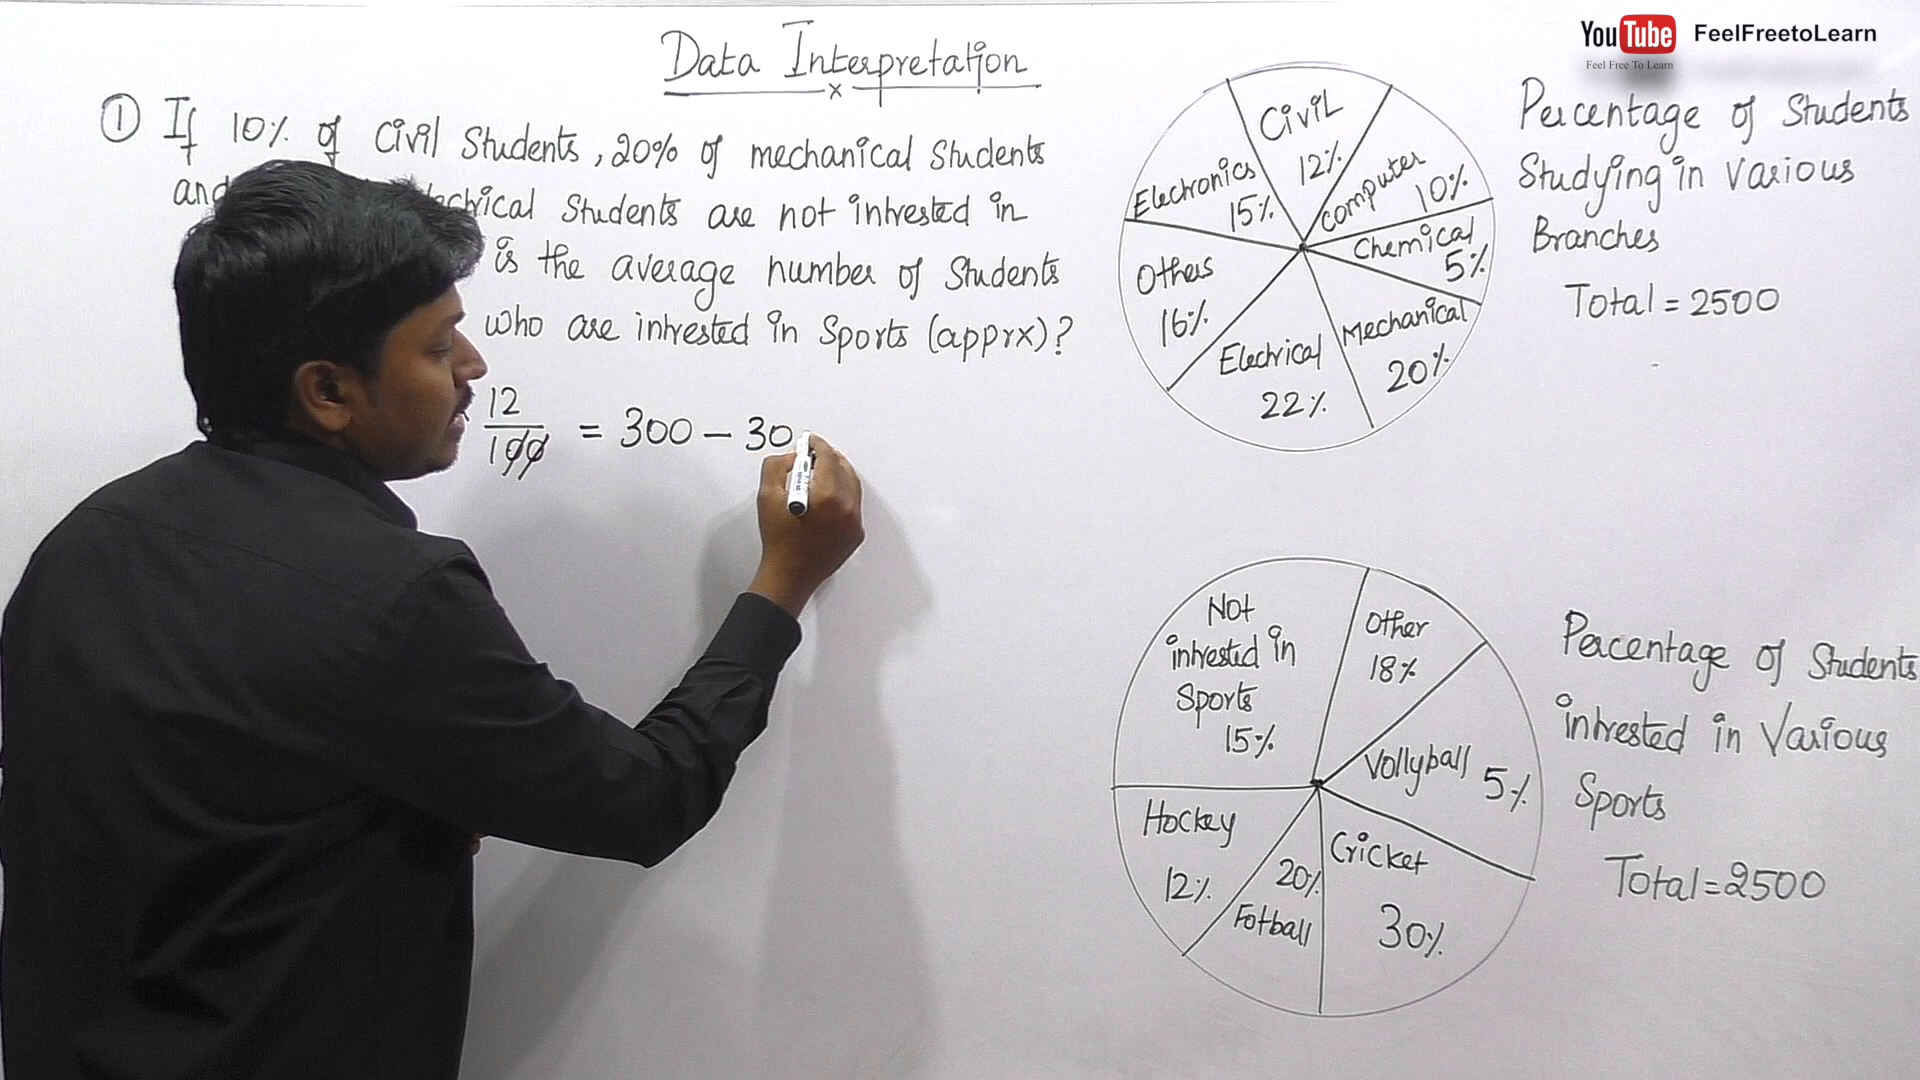 Data Interpretation
x
YouTube FeelFreetoLearn
Feel Free To Learn
① If 10% of Civil Students, 20% of mechanical Students
and Students are not intrested in
is the average number of Students
who are intrested in Sports (apprx)?
12
100
= 300 - 30
Civil
12%
Computer
10%
Chemical
5%
Mechanical
20%
Electrical
22%
Others
16%
Electronics
15%
Percentage of Students
Studying in Various
Branches
Total = 2500
Not
intrested in
Sports
15%
Other
18%
Vollyball
5%
Cricket
30%
20%
Fotball
Hockey
12%
Percentage of Students
intrested in Various
Sports
Total = 2500